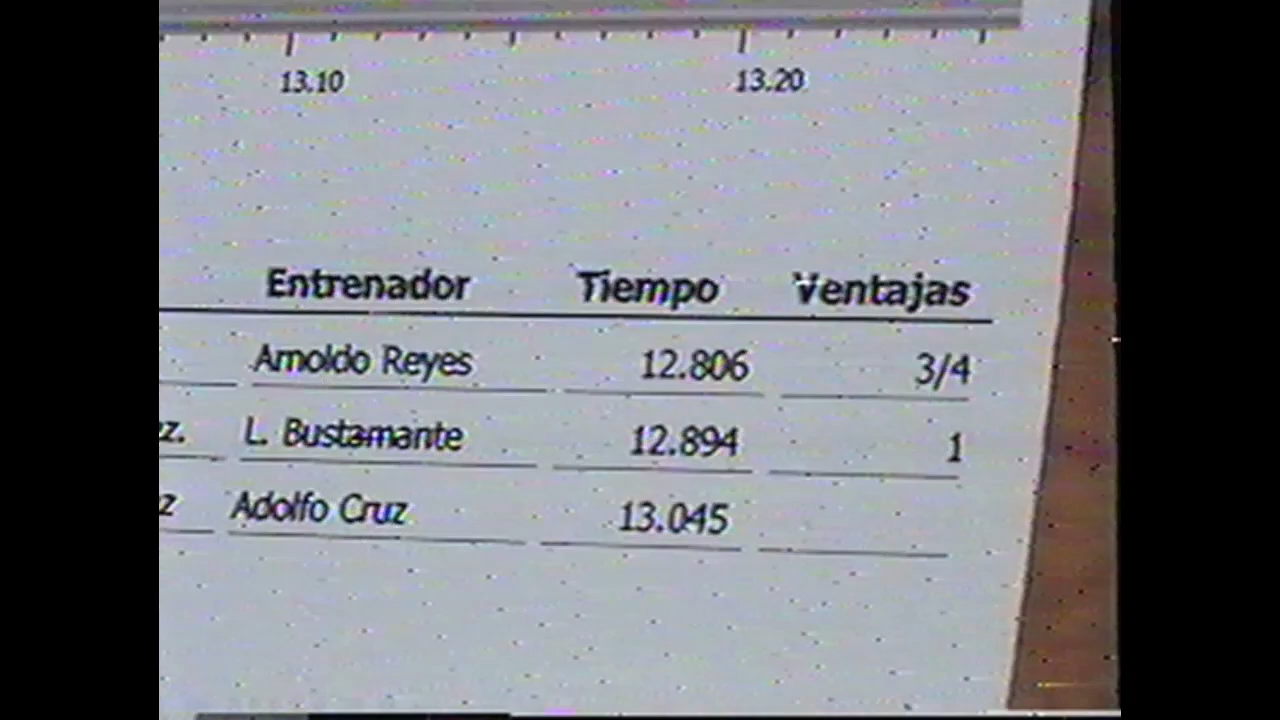 13.10 13.20
Entrenador Tiempo Ventajas
Arnoldo Reyes 12.806 3/4
z. L. Bustamante 12.894 1
z Adolfo Cruz 13.045